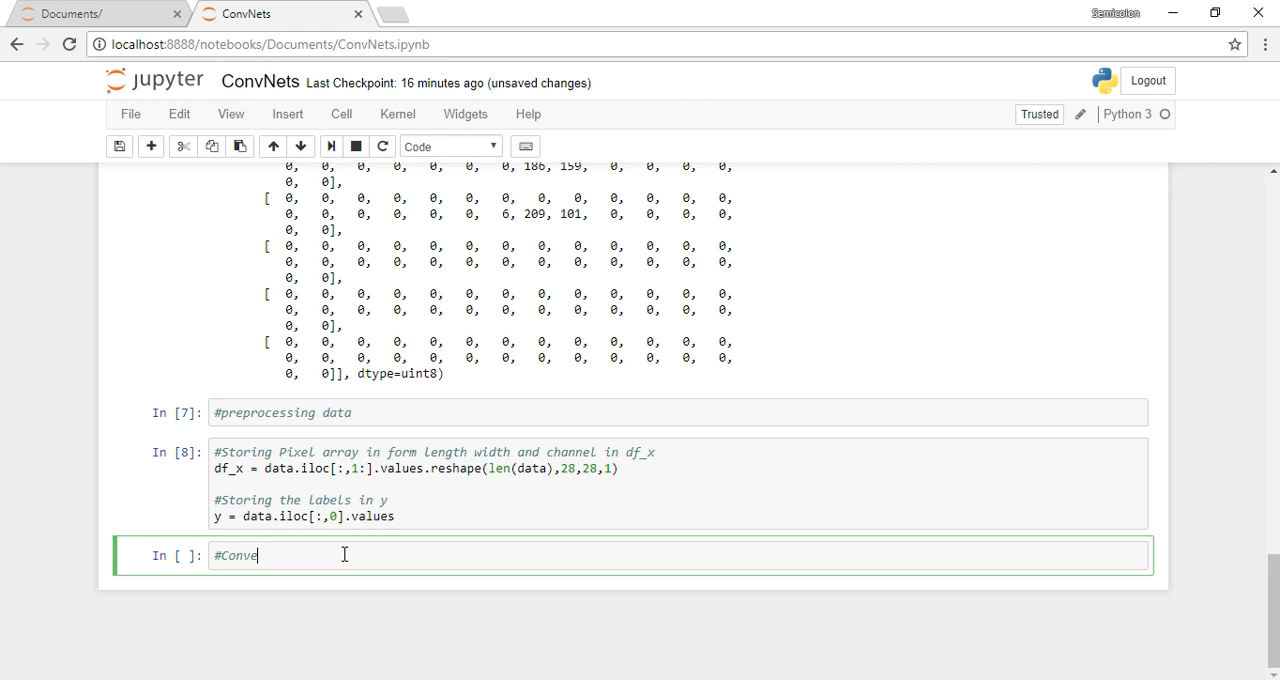 Documents/
ConvNets
Semicolon
localhost:8888/notebooks/Documents/ConvNets.ipynb
jupyter ConvNets Last Checkpoint: 16 minutes ago (unsaved changes)
Logout
File Edit View Insert Cell Kernel Widgets Help
Trusted Python 3
Code
0, 0, 0, 0, 0, 0, 0, 186, 159, 0, 0, 0, 0,
0, 0],
[ 0, 0, 0, 0, 0, 0, 0, 0, 0, 0, 0, 0, 0,
0, 0, 0, 0, 0, 0, 6, 209, 101, 0, 0, 0, 0,
0, 0],
[ 0, 0, 0, 0, 0, 0, 0, 0, 0, 0, 0, 0, 0,
0, 0, 0, 0, 0, 0, 0, 0, 0, 0, 0, 0, 0,
0, 0],
[ 0, 0, 0, 0, 0, 0, 0, 0, 0, 0, 0, 0, 0,
0, 0, 0, 0, 0, 0, 0, 0, 0, 0, 0, 0, 0,
0, 0],
[ 0, 0, 0, 0, 0, 0, 0, 0, 0, 0, 0, 0, 0,
0, 0, 0, 0, 0, 0, 0, 0, 0, 0, 0, 0, 0,
0, 0]], dtype=uint8)
In [7]: #preprocessing data
In [8]: #Storing Pixel array in form length width and channel in df_x
df_x = data.iloc[:,1:].values.reshape(len(data),28,28,1)
#Storing the labels in y
y = data.iloc[:,0].values
In [ ]: #Conve